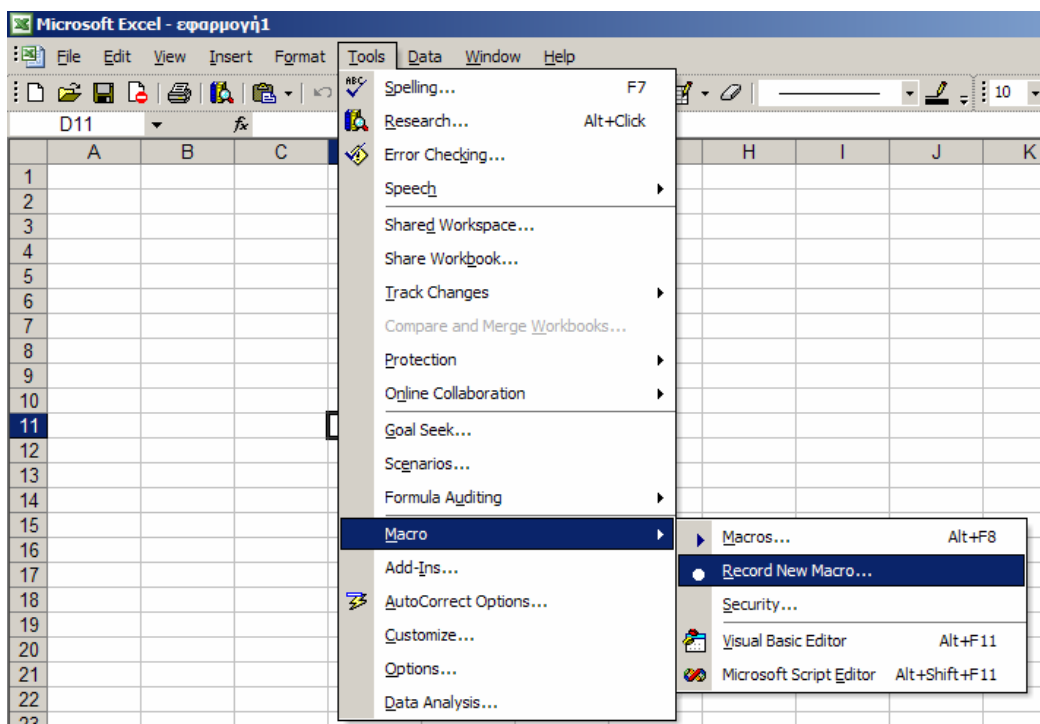 Microsoft Excel - εφαρμογή1
File Edit View Insert Format Tools Data Window Help
10
D11 fx
A B C H I J K
1
2
3
4
5
6
7
8
9
10
11
12
13
14
15
16
17
18
19
20
21
22
23
ABC Spelling... F7
Research... Alt+Click
Error Checking...
Speech
Shared Workspace...
Share Workbook...
Track Changes
Compare and Merge Workbooks...
Protection
Online Collaboration
Goal Seek...
Scenarios...
Formula Auditing
Macro
Add-Ins...
AutoCorrect Options...
Customize...
Options...
Data Analysis...
Macros... Alt+F8
Record New Macro...
Security...
Visual Basic Editor Alt+F11
Microsoft Script Editor Alt+Shift+F11